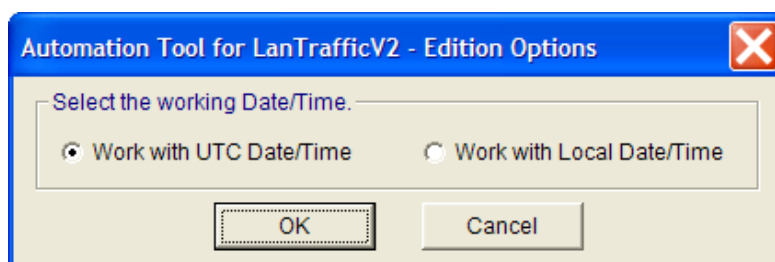 Automation Tool for LanTrafficV2 - Edition Options
Select the working Date/Time.
Work with UTC Date/Time Work with Local Date/Time
OK Cancel